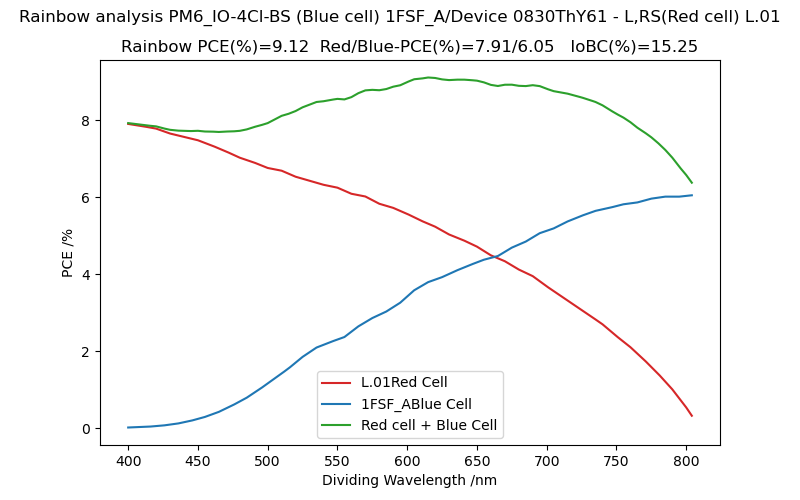 Rainbow analysis PM6_IO-4Cl-BS (Blue cell) 1FSF_A/Device 0830ThY61 - L,RS(Red cell) L.01
Rainbow PCE(%)=9.12  Red/Blue-PCE(%)=7.91/6.05   IoBC(%)=15.25
PCE /%
8
6
4
2
0
L.01Red Cell
1FSF_ABlue Cell
Red cell + Blue Cell
400 450 500 550 600 650 700 750 800
Dividing Wavelength /nm